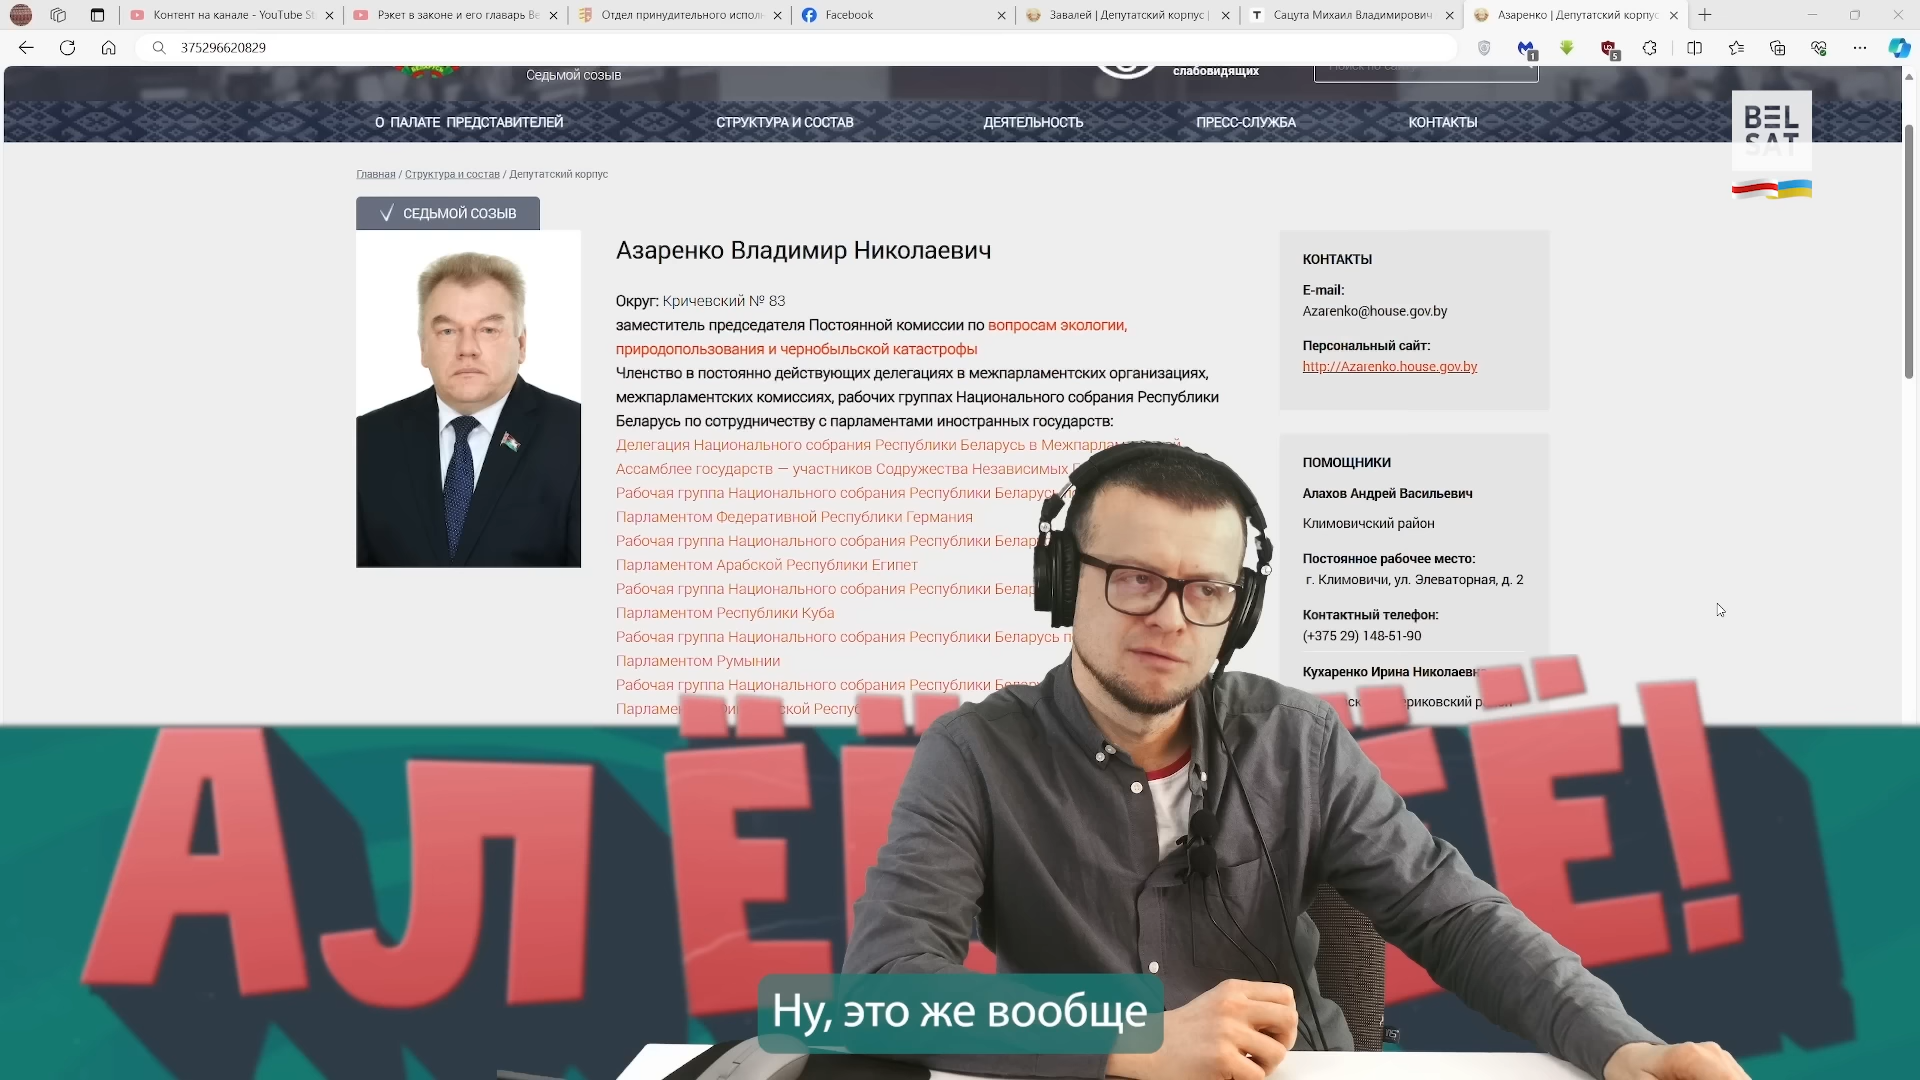 Контент на канале - YouTube St
Рэкет в законе и его главарь Ве
Отдел принудительного испол
Facebook
Завалей | Депутатский корпус |
Сацута Михаил Владимирович
Азаренко | Депутатский корпус
375296620829
Седьмой созыв
слабовидящих
Поиск по сайту
О ПАЛАТЕ ПРЕДСТАВИТЕЛЕЙ
СТРУКТУРА И СОСТАВ
ДЕЯТЕЛЬНОСТЬ
ПРЕСС-СЛУЖБА
КОНТАКТЫ
BEL
SAT
Главная / Структура и состав / Депутатский корпус
СЕДЬМОЙ СОЗЫВ
Азаренко Владимир Николаевич
Округ: Кричевский № 83
заместитель председателя Постоянной комиссии по вопросам экологии,
природопользования и чернобыльской катастрофы
Членство в постоянно действующих делегациях в межпарламентских организациях,
межпарламентских комиссиях, рабочих группах Национального собрания Республики
Беларусь по сотрудничеству с парламентами иностранных государств:
Делегация Национального собрания Республики Беларусь в
Ассамблее государств — участников Содружества Независимых
Рабочая группа Национального собрания Республики Беларусь
Парламентом Федеративной Республики Германия
Рабочая группа Национального собрания Республики
Парламентом Арабской Республики Египет
Рабочая группа Национального собрания Республики
Парламентом Республики Куба
Рабочая группа Национального собрания Республики Беларусь
Парламентом Румынии
Рабочая группа Национального собрания Республики
КОНТАКТЫ
E-mail:
Azarenko@house.gov.by
Персональный сайт:
http://Azarenko.house.gov.by
ПОМОЩНИКИ
Алахов Андрей Васильевич
Климовичский район
Постоянное рабочее место:
г. Климовичи, ул. Элеваторная, д. 2
Контактный телефон:
(+375 29) 148-51-90
Кухаренко Ирина Николаевна
Ну, это же вообще